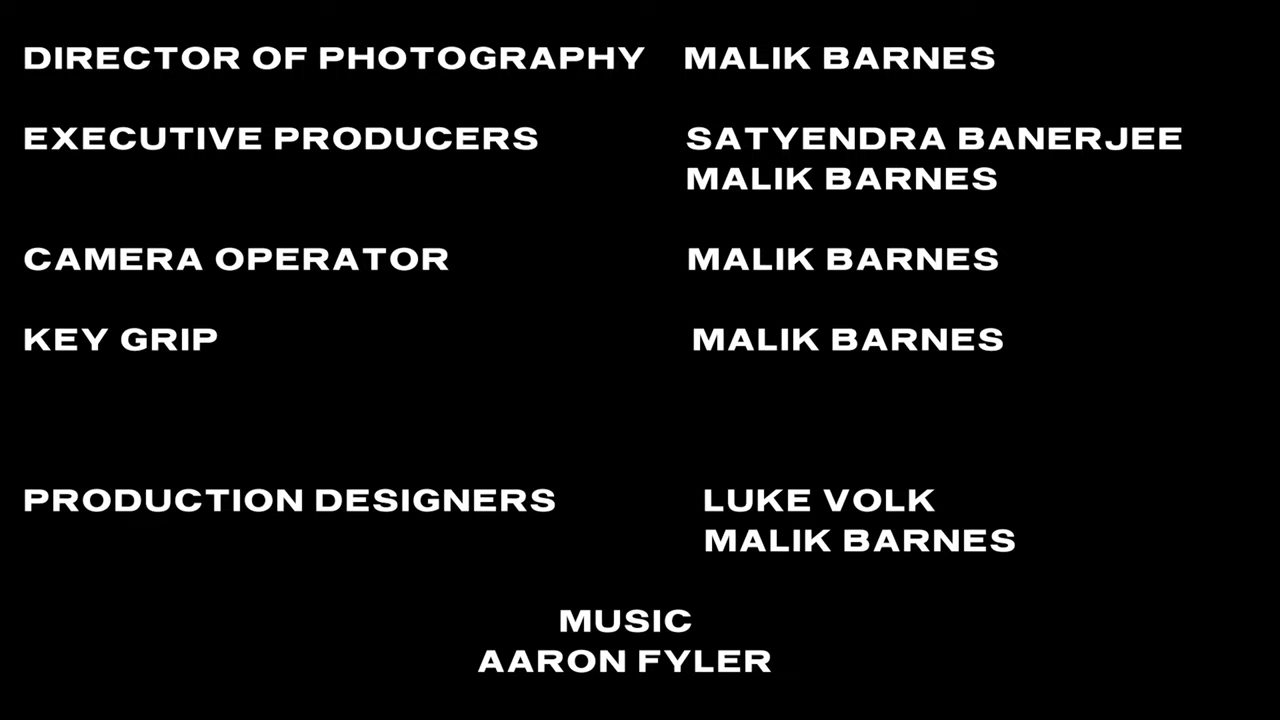 DIRECTOR OF PHOTOGRAPHY MALIK BARNES
EXECUTIVE PRODUCERS SATYENDRA BANERJEE
MALIK BARNES
CAMERA OPERATOR MALIK BARNES
KEY GRIP MALIK BARNES
PRODUCTION DESIGNERS LUKE VOLK
MALIK BARNES
MUSIC
AARON FYLER